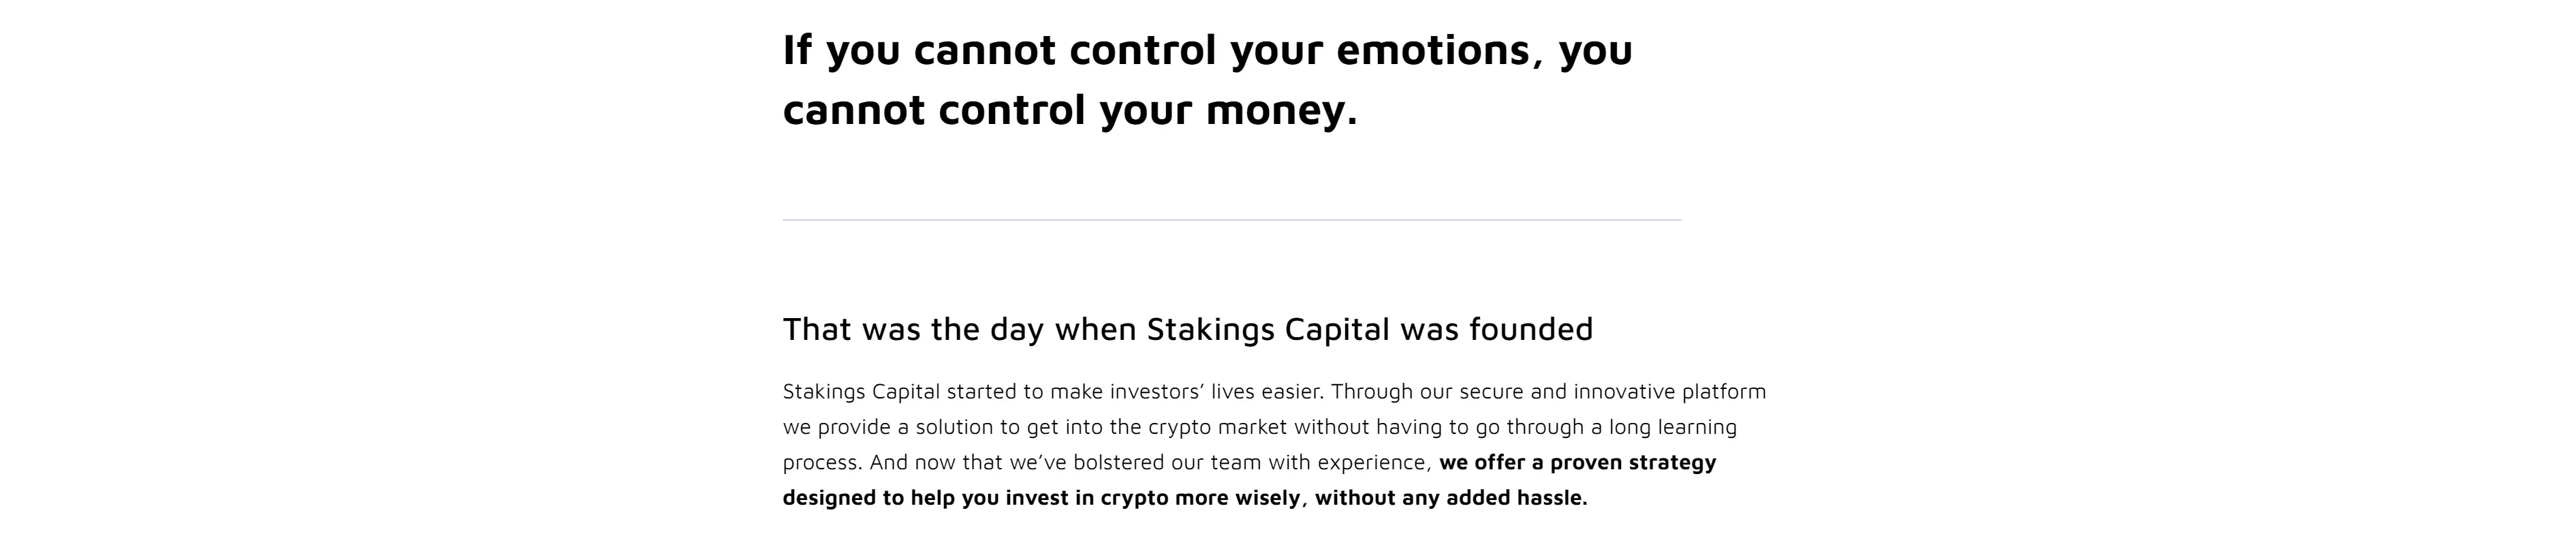 If you cannot control your emotions, you
cannot control your money.
That was the day when Stakings Capital was founded
Stakings Capital started to make investors’ lives easier. Through our secure and innovative platform
we provide a solution to get into the crypto market without having to go through a long learning
process. And now that we’ve bolstered our team with experience, we offer a proven strategy
designed to help you invest in crypto more wisely, without any added hassle.